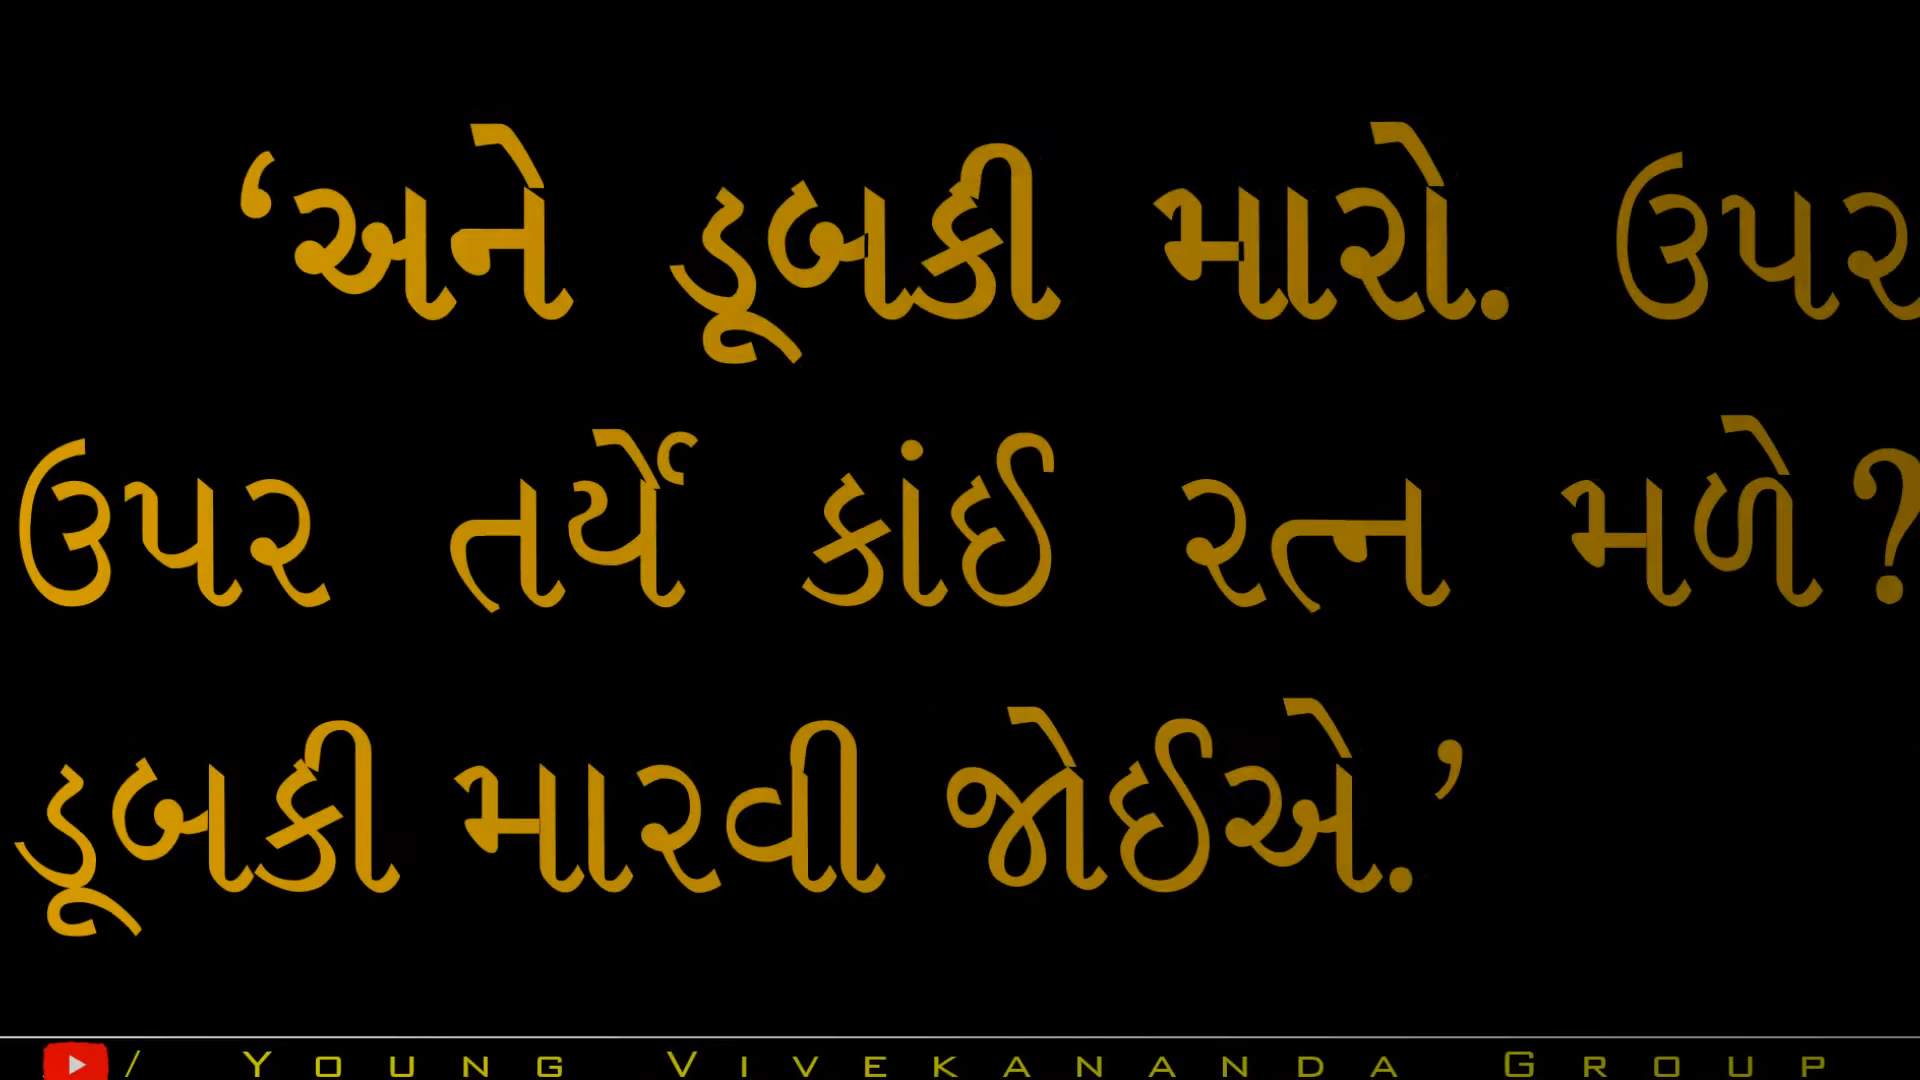 ‘અને ડૂબકી મારો. ઉપર
ઉપર તર્યે કાંઈ રત્ન મળે?
ડૂબકી મારવી જોઈએ.’
/ Young Vivekananda Group